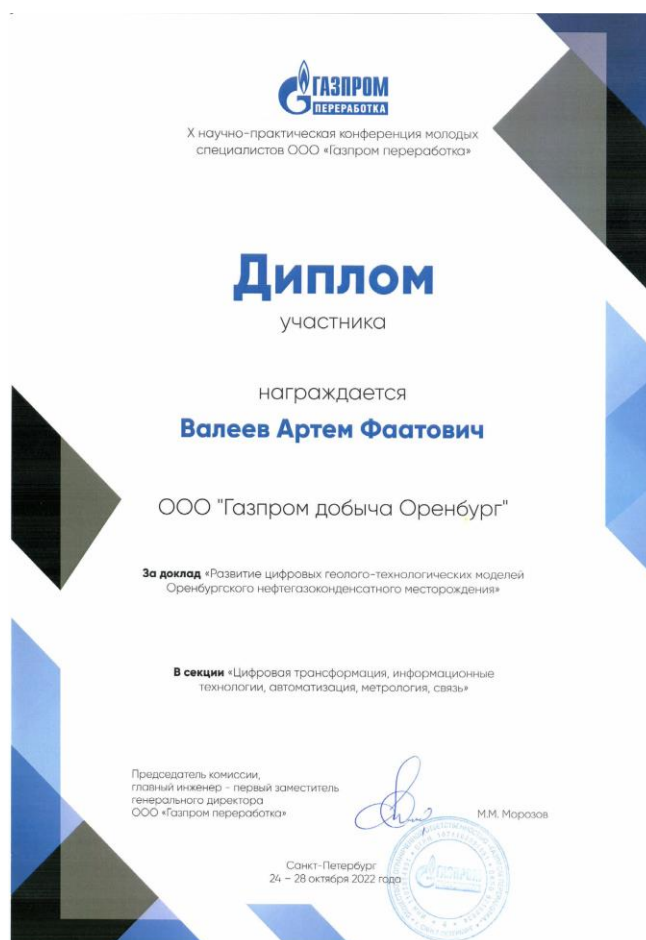 ГАЗПРОМ
ПЕРЕРАБОТКА
X научно-практическая конференция молодых
специалистов ООО «Газпром переработка»
Диплом
участника
награждается
Валеев Артем Фаатович
ООО "Газпром добыча Оренбург"
За доклад «Развитие цифровых геолого-технологических моделей
Оренбургского нефтегазоконденсатного месторождения»
В секции «Цифровая трансформация, информационные
технологии, автоматизация, метрология, связь»
Председатель комиссии,
главный инженер - первый заместитель
генерального директора
ООО «Газпром переработка»
М.М. Морозов
Санкт-Петербург
24 – 28 октября 2022 года
ГАЗПРОМ